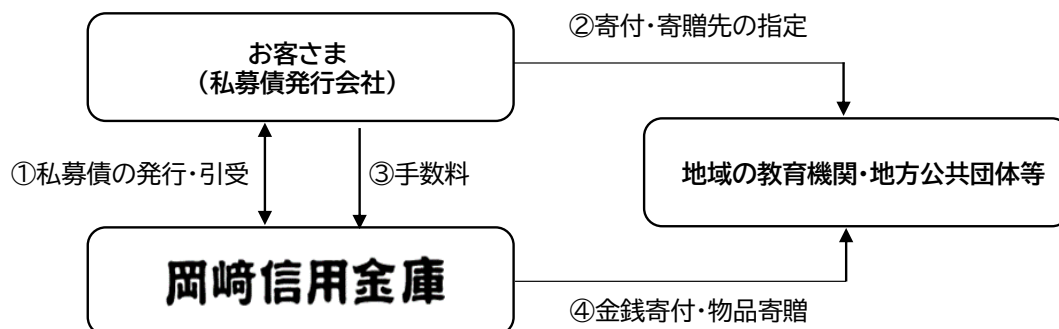 ②寄付・寄贈先の指定
お客さま
（私募債発行会社）
①私募債の発行・引受
③手数料
地域の教育機関・地方公共団体等
岡崎信用金庫
④金銭寄付・物品寄贈